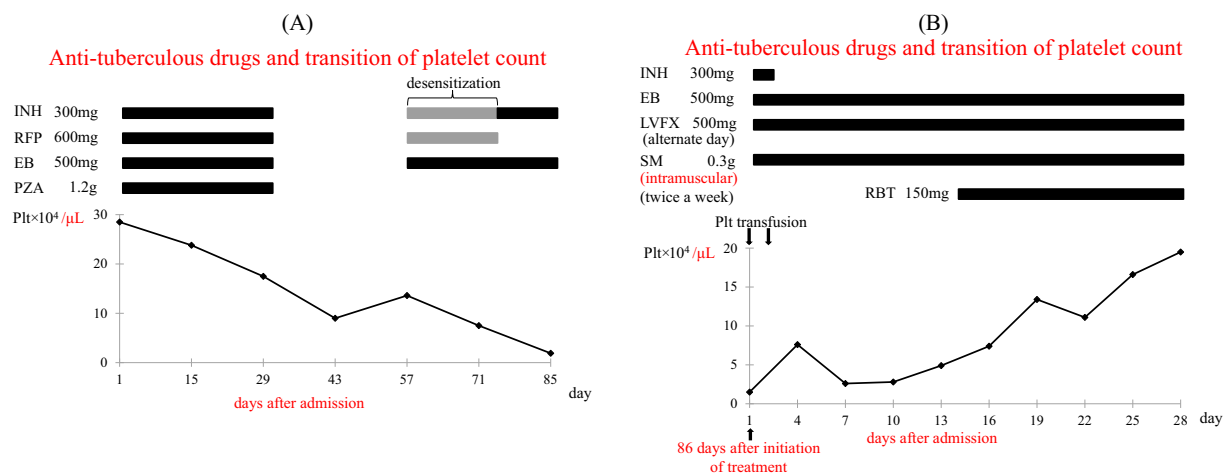 (A)
Anti-tuberculous drugs and transition of platelet count
desensitization
INH 300mg
RFP 600mg
EB 500mg
PZA 1.2g
Plt×10⁴ /μL
30
20
10
0
1 15 29 43 57 71 85
day
days after admission
(B)
Anti-tuberculous drugs and transition of platelet count
INH 300mg
EB 500mg
LVFX 500mg
(alternate day)
SM 0.3g
(intramuscular)
(twice a week)
RBT 150mg
Plt transfusion
Plt×10⁴ /μL
20
15
10
5
0
1 4 7 10 13 16 19 22 25 28
day
days after admission
86 days after initiation
of treatment